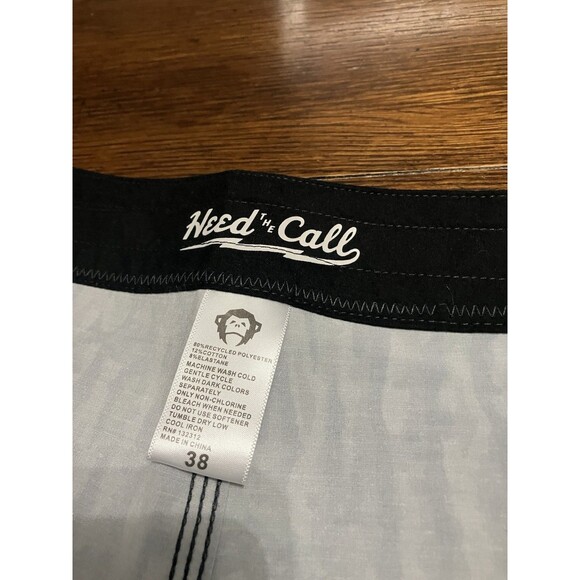 Heed THE Call
80%RECYCLED POLYESTER
12%COTTON
8%ELASTANE
MACHINE WASH COLD
GENTLE CYCLE
WASH DARK COLORS
SEPARATELY
ONLY NON-CHLORINE
BLEACH WHEN NEEDED
DO NOT USE SOFTENER
TUMBLE DRY LOW
COOL IRON
RN# 132312
MADE IN CHINA
38